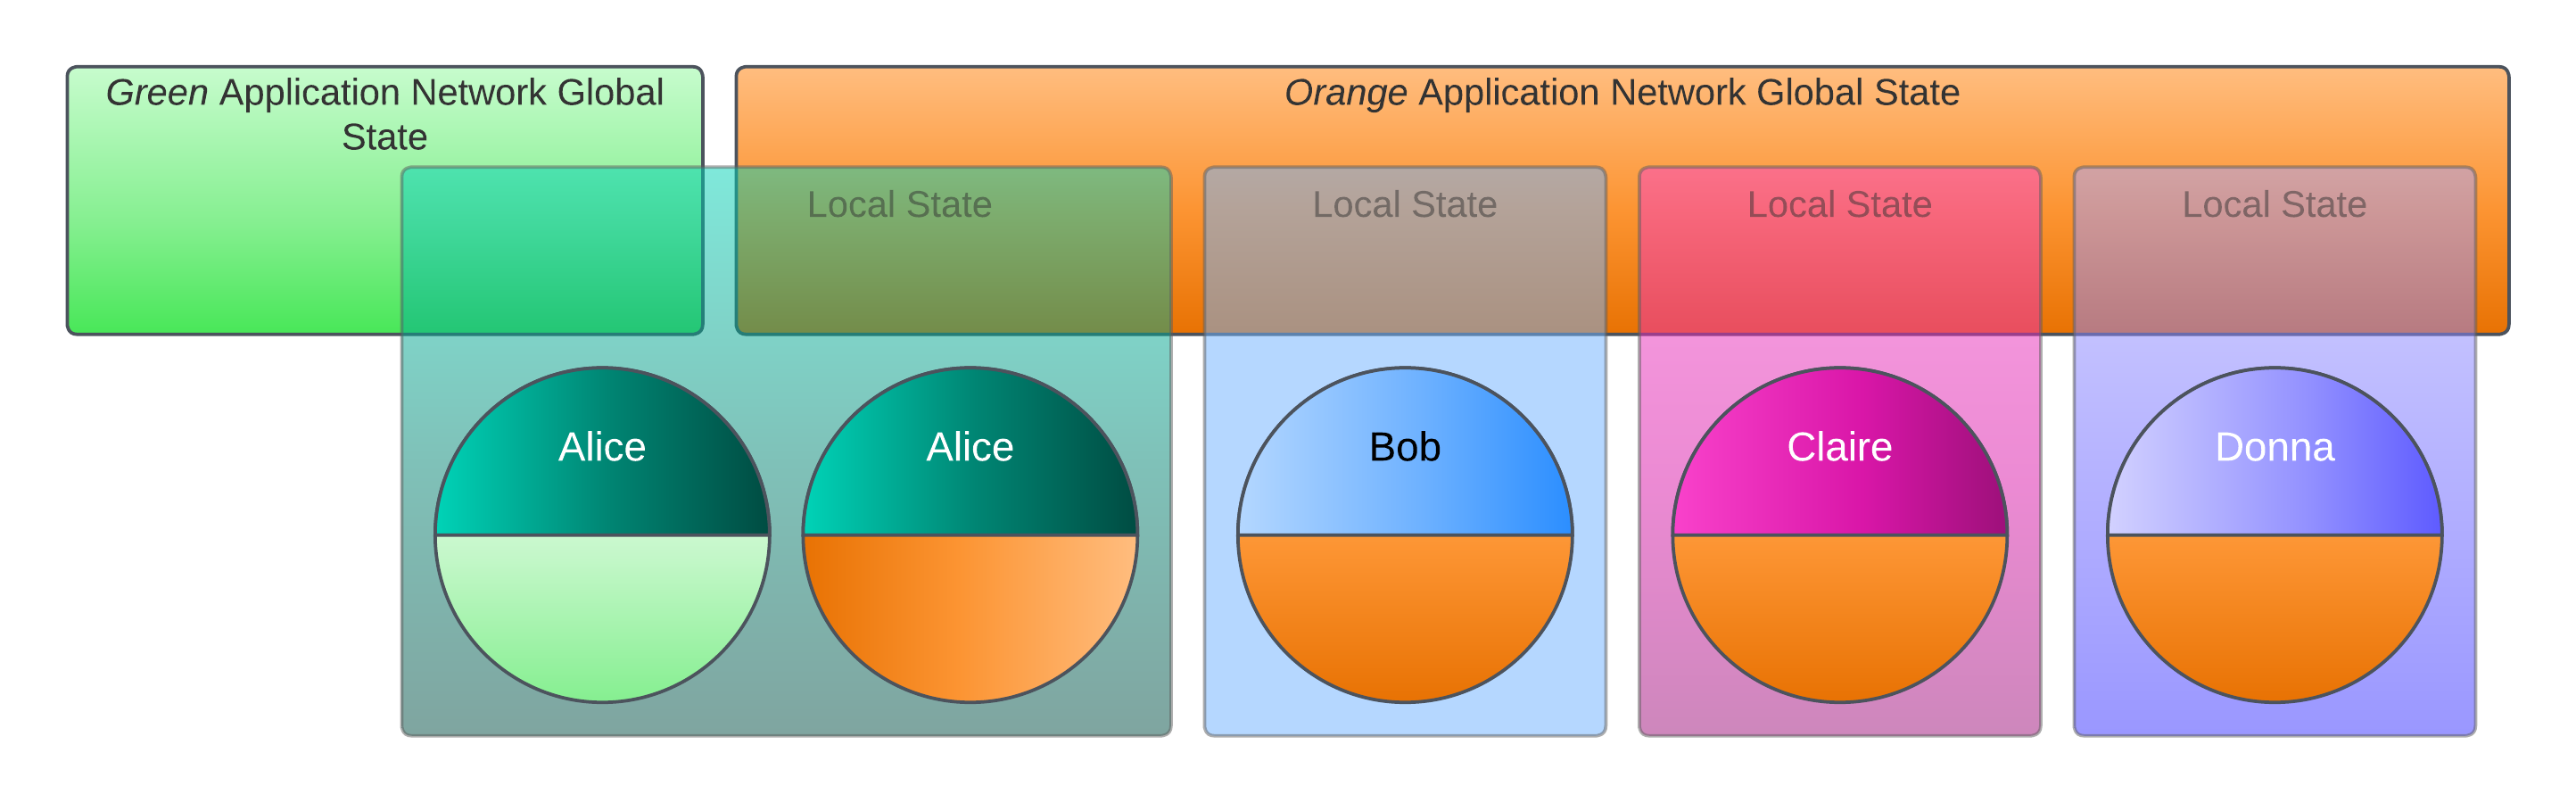 Green Application Network Global
State
Orange Application Network Global State
Local State
Local State
Local State
Local State
Alice
Alice
Bob
Claire
Donna